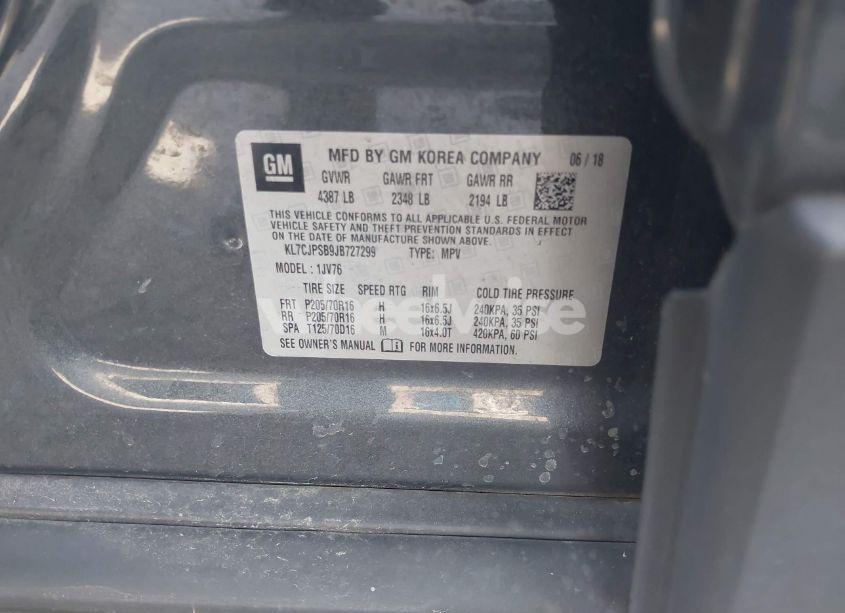 GM MFD BY GM KOREA COMPANY 06 / 18
GVWR GAWR FRT GAWR RR
4387 LB 2348 LB 2194 LB
THIS VEHICLE CONFORMS TO ALL APPLICABLE U.S. FEDERAL MOTOR
VEHICLE SAFETY AND THEFT PREVENTION STANDARDS IN EFFECT
ON THE DATE OF MANUFACTURE SHOWN ABOVE.
KL7CJPSB9JB727299 TYPE: MPV
MODEL : 1JV76
TIRE SIZE SPEED RTG RIM COLD TIRE PRESSURE
FRT P205/70R16 H 16x6.5J 240KPA, 35 PSI
RR P205/70R16 H 16x6.5J 240KPA, 35 PSI
SPA T125/70D16 M 16x4.0T 420KPA, 60 PSI
SEE OWNER'S MANUAL FOR MORE INFORMATION.